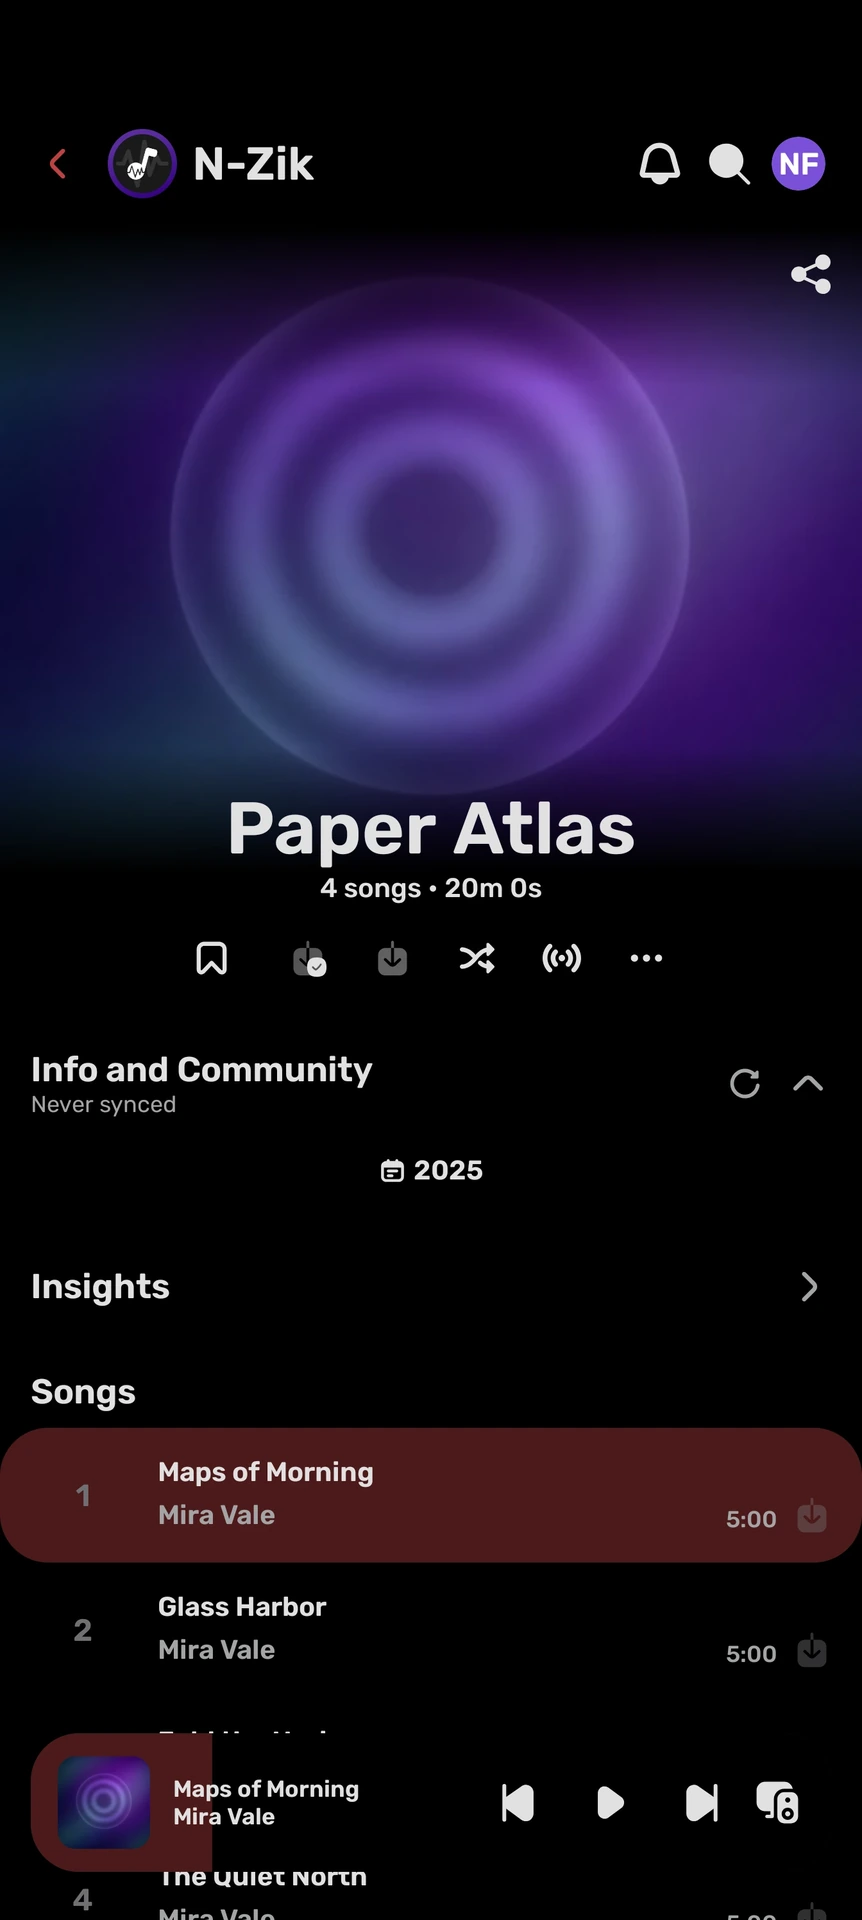 N-Zik
NF
Paper Atlas
4 songs • 20m 0s
Info and Community
Never synced
2025
Insights
Songs
1
Maps of Morning
Mira Vale
5:00
2
Glass Harbor
Mira Vale
5:00
Maps of Morning
Mira Vale
The Quiet North
4
Mira Vale
5:00